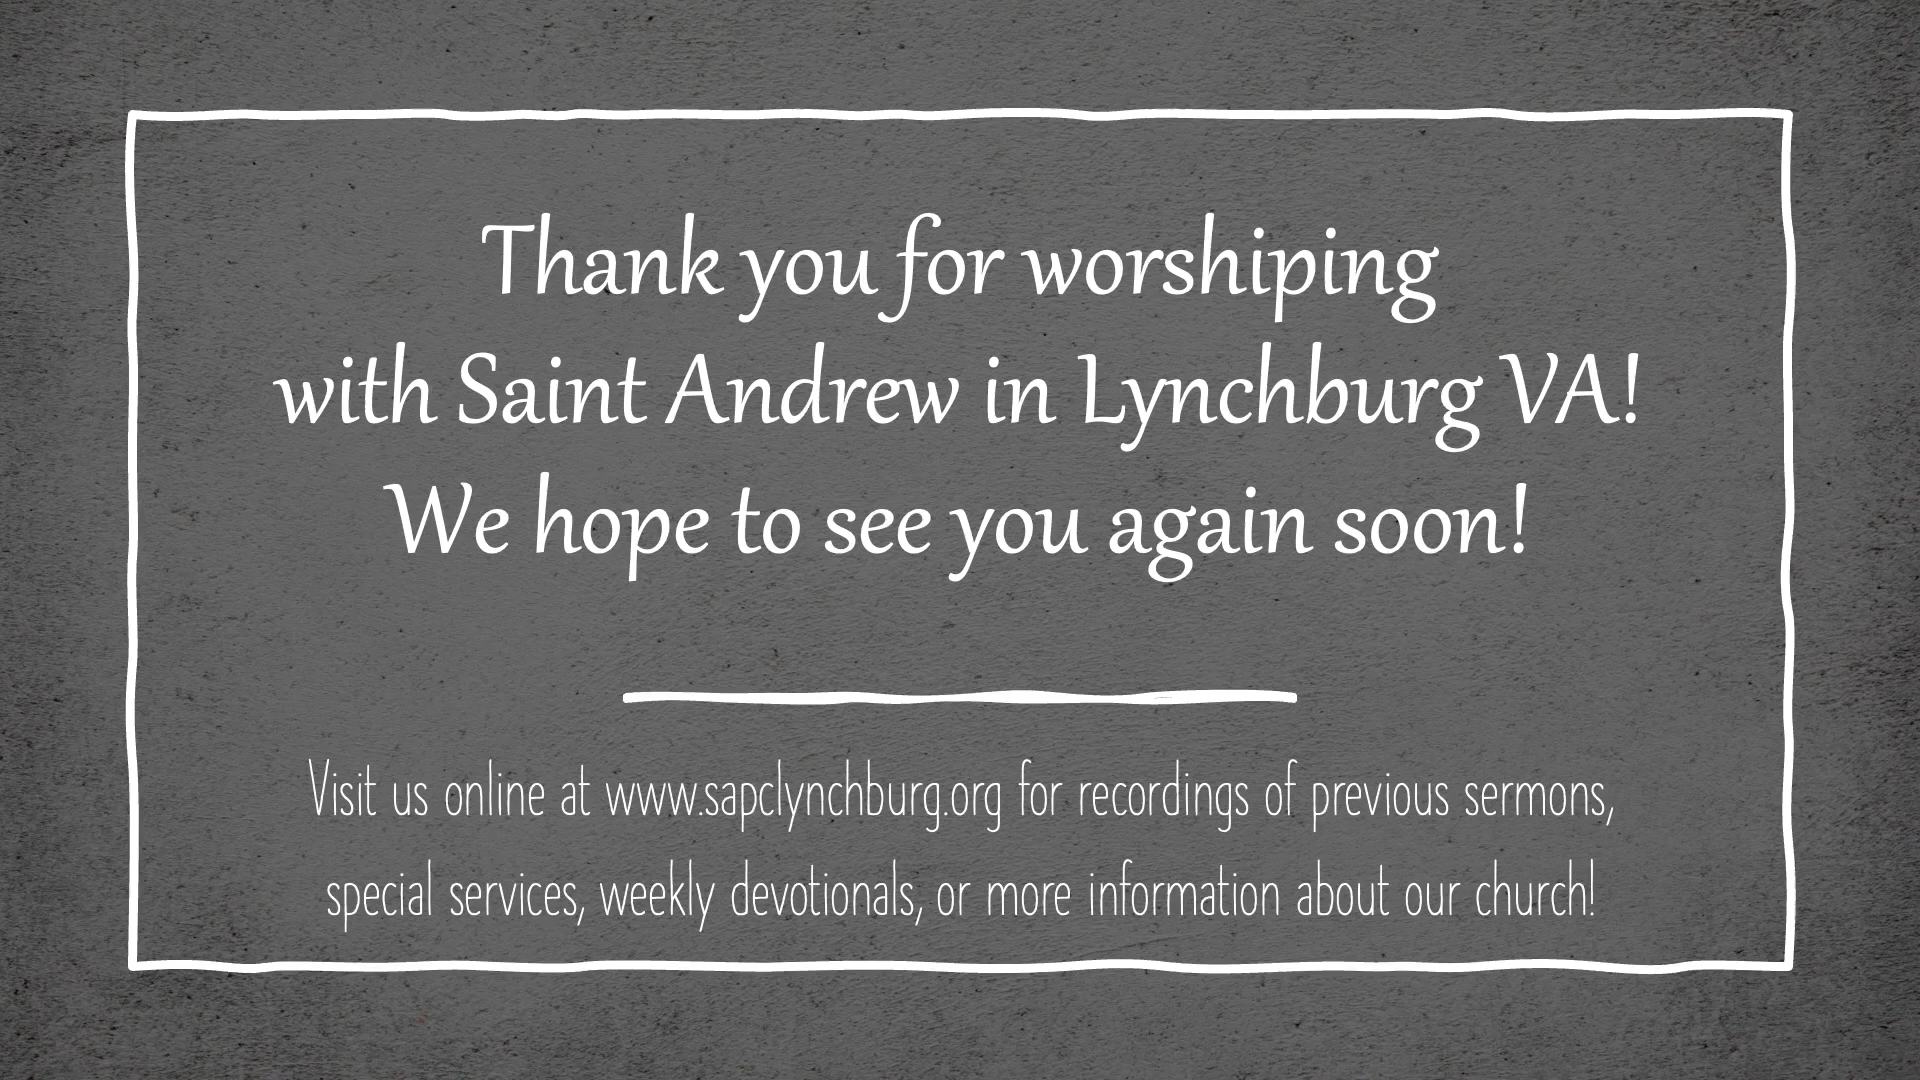 Thank you for worshiping
with Saint Andrew in Lynchburg VA!
We hope to see you again soon!
Visit us online at www.sapclynchburg.org for recordings of previous sermons,
special services, weekly devotionals, or more information about our church!